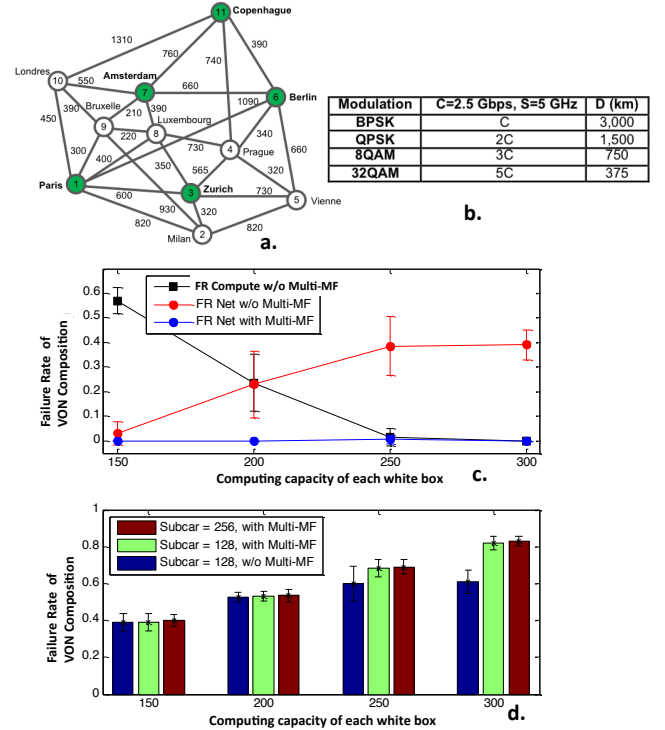 Copenhague
11
1310
760
740
390
Londres
10
550
Amsterdam
7
660
1090
6
Berlin
390
Bruxelle
210
390
Luxembourg
450
9
220
8
340
660
300
400
730
4
Prague
350
565
320
Paris
1
600
3
Zurich
730
5
Vienne
930
320
820
Milan
2
820
a.
Modulation C=2.5 Gbps, S=5 GHz D (km)
BPSK C 3,000
QPSK 2C 1,500
8QAM 3C 750
32QAM 5C 375
b.
Failure Rate of
VON Composition
0.6
0.5
0.4
0.3
0.2
0.1
0
FR Compute w/o Multi-MF
FR Net w/o Multi-MF
FR Net with Multi-MF
150 200 250 300
Computing capacity of each white box
c.
Failure Rate of
VON Composition
1
0.8
0.6
0.4
0.2
0
Subcar = 256, with Multi-MF
Subcar = 128, with Multi-MF
Subcar = 128, w/o Multi-MF
150 200 250 300
Computing capacity of each white box
d.